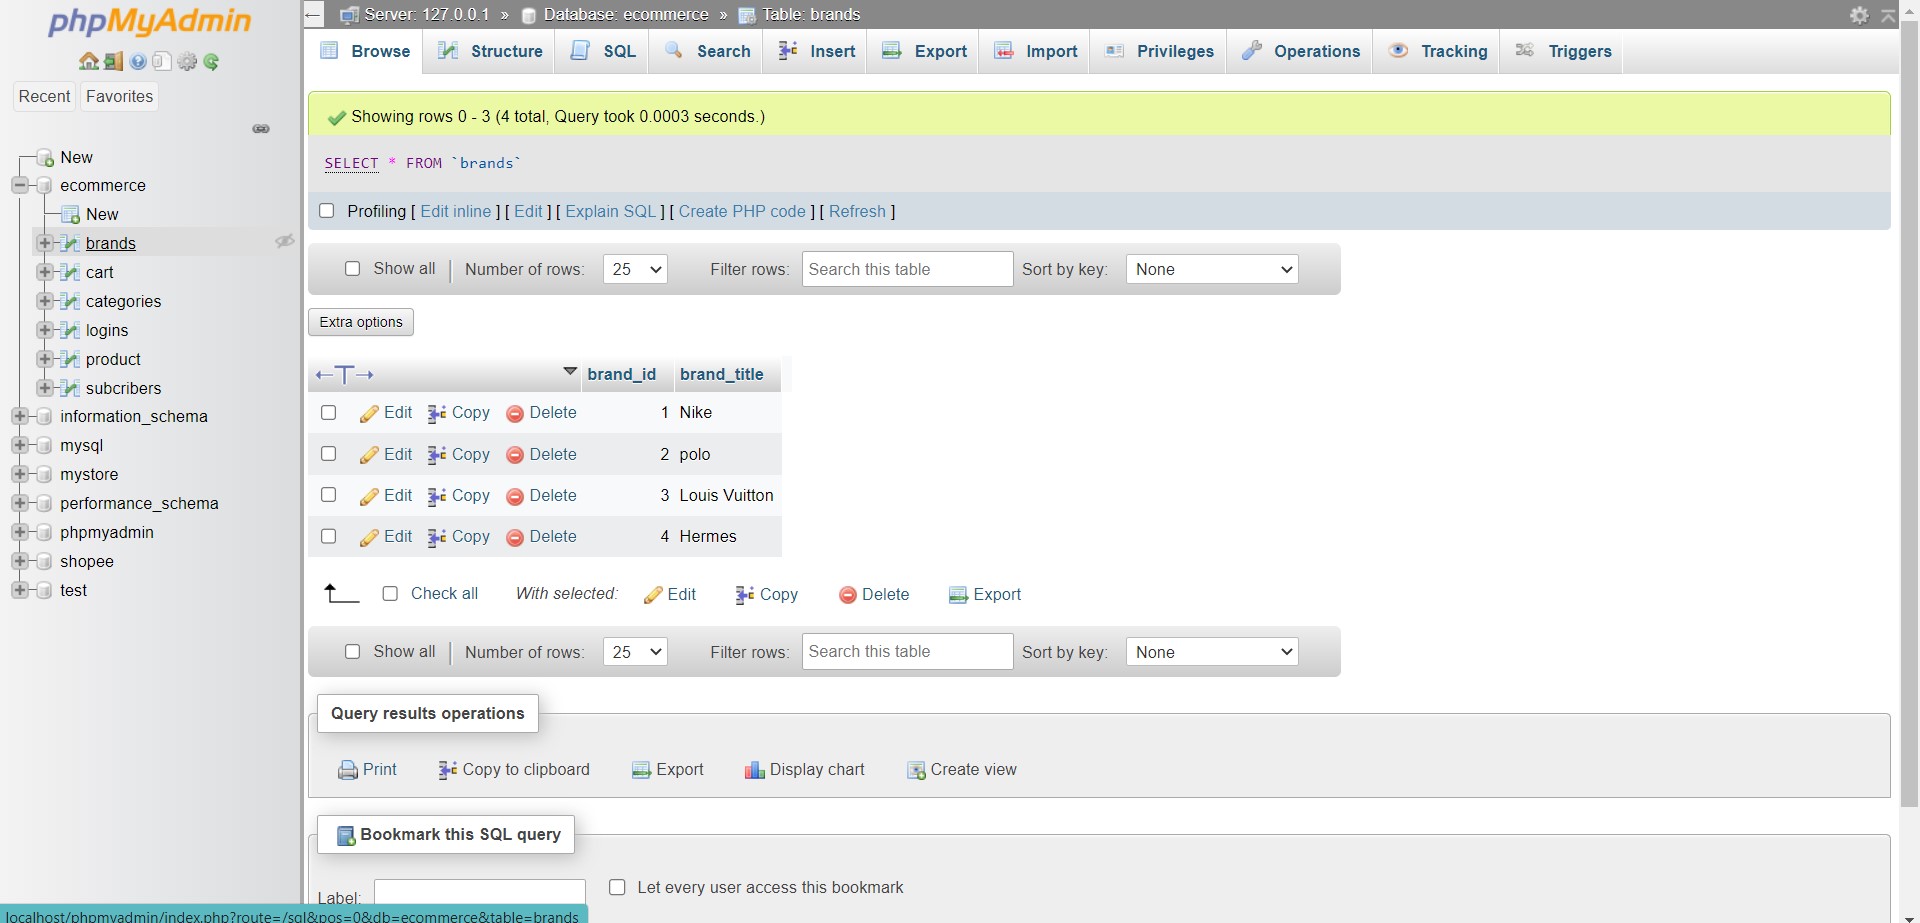 phpMyAdmin
Recent Favorites
New
ecommerce
New
brands
cart
categories
logins
product
subcribers
information_schema
mysql
mystore
performance_schema
phpmyadmin
shopee
test
Server: 127.0.0.1 » Database: ecommerce » Table: brands
Browse Structure SQL Search Insert Export Import Privileges Operations Tracking Triggers
Showing rows 0 - 3 (4 total, Query took 0.0003 seconds.)
SELECT * FROM `brands`
Profiling [ Edit inline ] [ Edit ] [ Explain SQL ] [ Create PHP code ] [ Refresh ]
Show all | Number of rows: 25 Filter rows: Search this table Sort by key: None
Extra options
←T→ brand_id brand_title
Edit Copy Delete 1 Nike
Edit Copy Delete 2 polo
Edit Copy Delete 3 Louis Vuitton
Edit Copy Delete 4 Hermes
Check all With selected: Edit Copy Delete Export
Show all | Number of rows: 25 Filter rows: Search this table Sort by key: None
Query results operations
Print Copy to clipboard Export Display chart Create view
Bookmark this SQL query
Label: Let every user access this bookmark
localhost/phpmyadmin/index.php?route=/sql&pos=0&db=ecommerce&table=brands